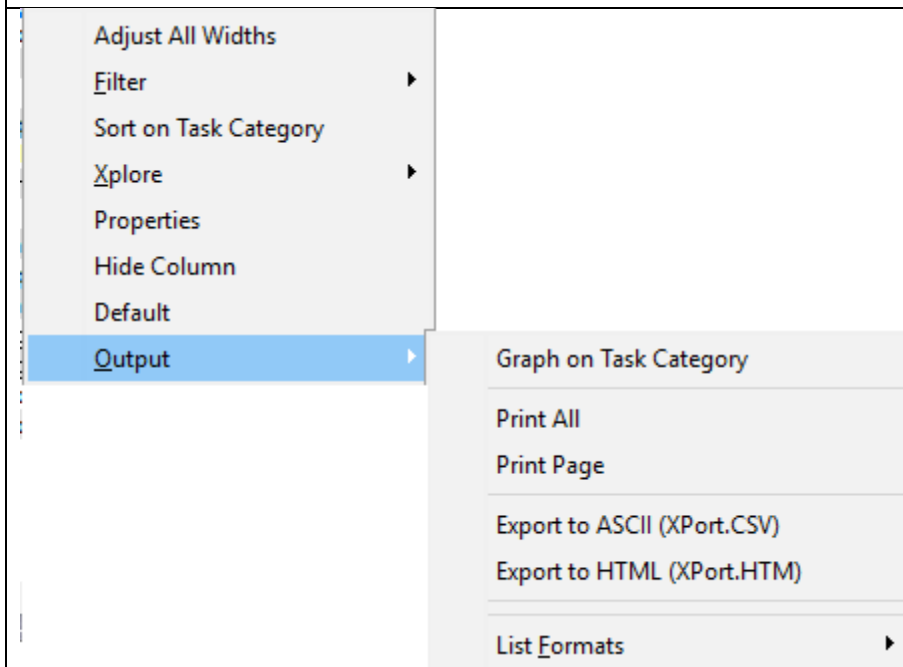 Adjust All Widths
Filter
Sort on Task Category
Xplore
Properties
Hide Column
Default
Output
Graph on Task Category
Print All
Print Page
Export to ASCII (XPort.CSV)
Export to HTML (XPort.HTM)
List Formats